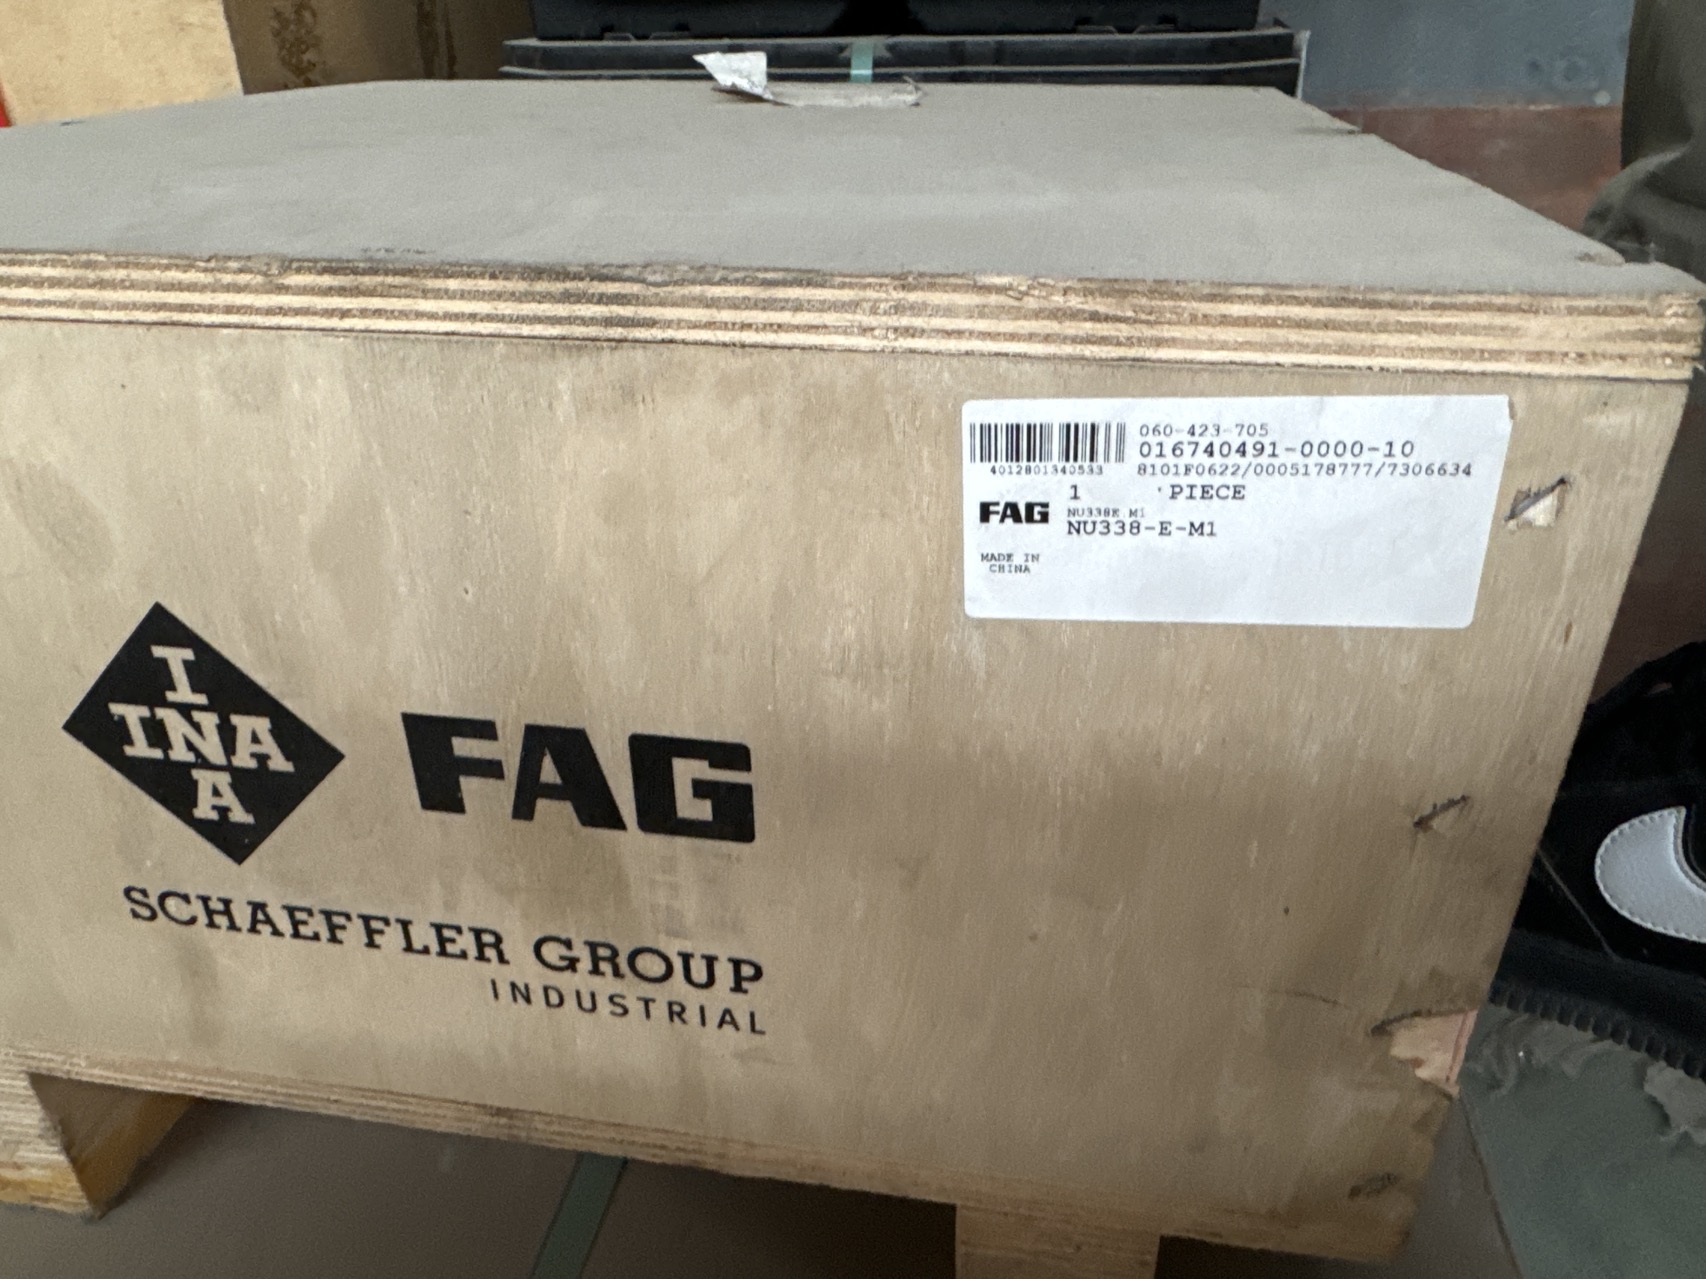 060-423-705
016740491-0000-10
4012801340533
8101F0622/0005178777/7306634
1 PIECE
FAG
NU338E.M1
NU338-E-M1
MADE IN
CHINA
I
INA
A
FAG
SCHAEFFLER GROUP
INDUSTRIAL